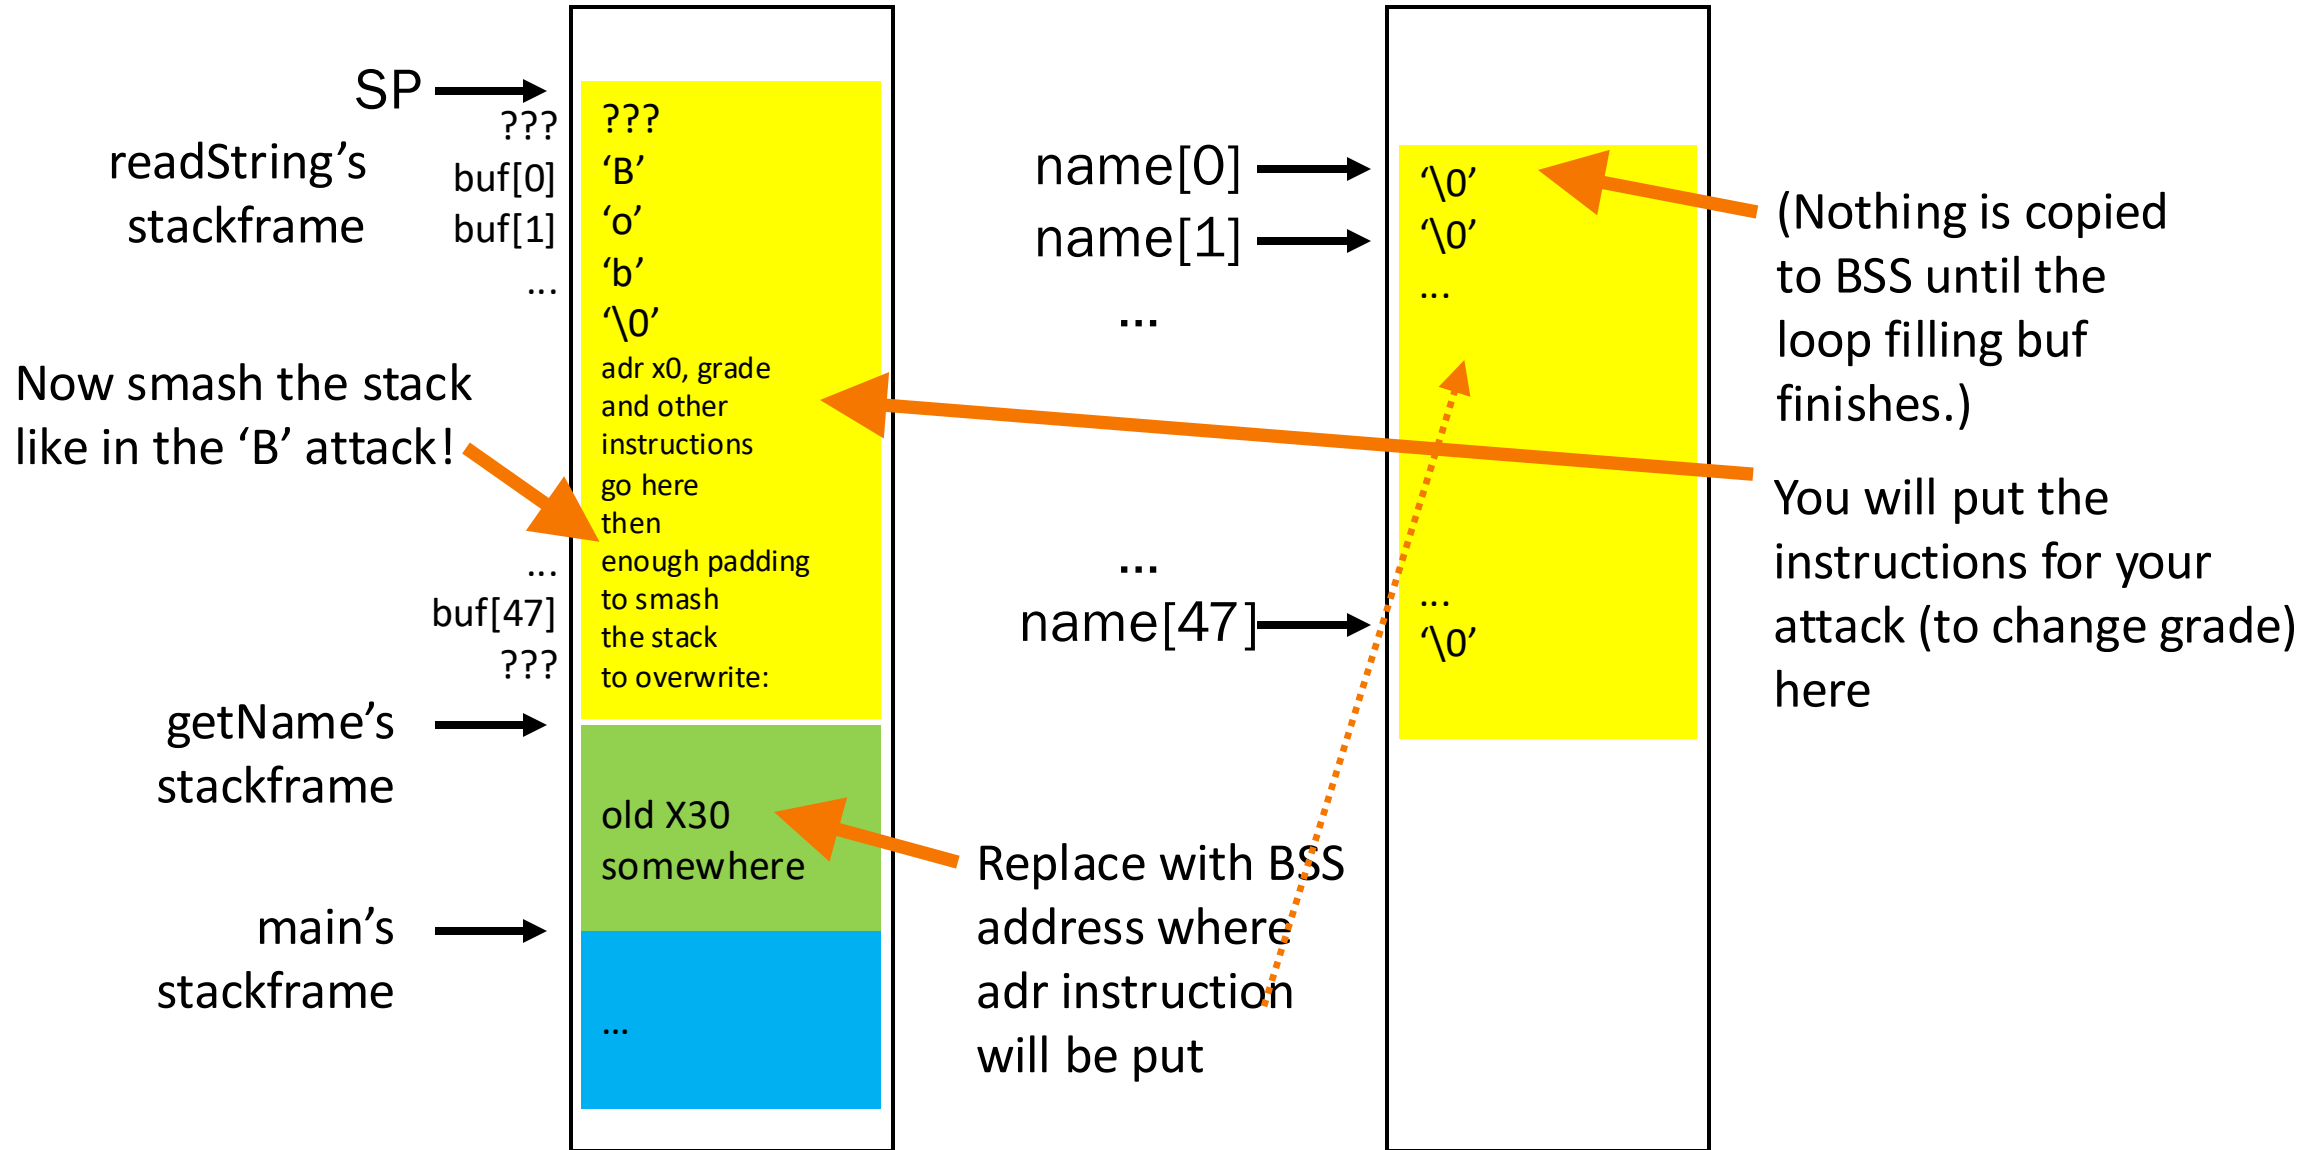 SP
???
readString’s
stackframe
buf[0]
buf[1]
...
Now smash the stack
like in the ‘B’ attack!
...
buf[47]
???
getName’s
stackframe
main’s
stackframe
???
‘B’
‘o’
‘b’
‘\0’
adr x0, grade
and other
instructions
go here
then
enough padding
to smash
the stack
to overwrite:
old X30
somewhere
...
name[0]
name[1]
...
...
name[47]
Replace with BSS
address where
adr instruction
will be put
‘\0’
‘\0’
...
...
‘\0’
(Nothing is copied
to BSS until the
loop filling buf
finishes.)
You will put the
instructions for your
attack (to change grade)
here